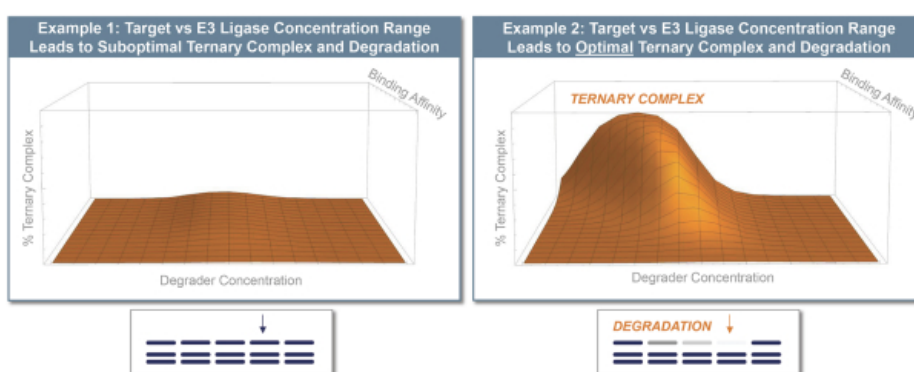 Example 1: Target vs E3 Ligase Concentration Range
Leads to Suboptimal Ternary Complex and Degradation
Binding Affinity
% Ternary Complex
Degrader Concentration
Example 2: Target vs E3 Ligase Concentration Range
Leads to Optimal Ternary Complex and Degradation
TERNARY COMPLEX
Binding Affinity
% Ternary Complex
Degrader Concentration
DEGRADATION